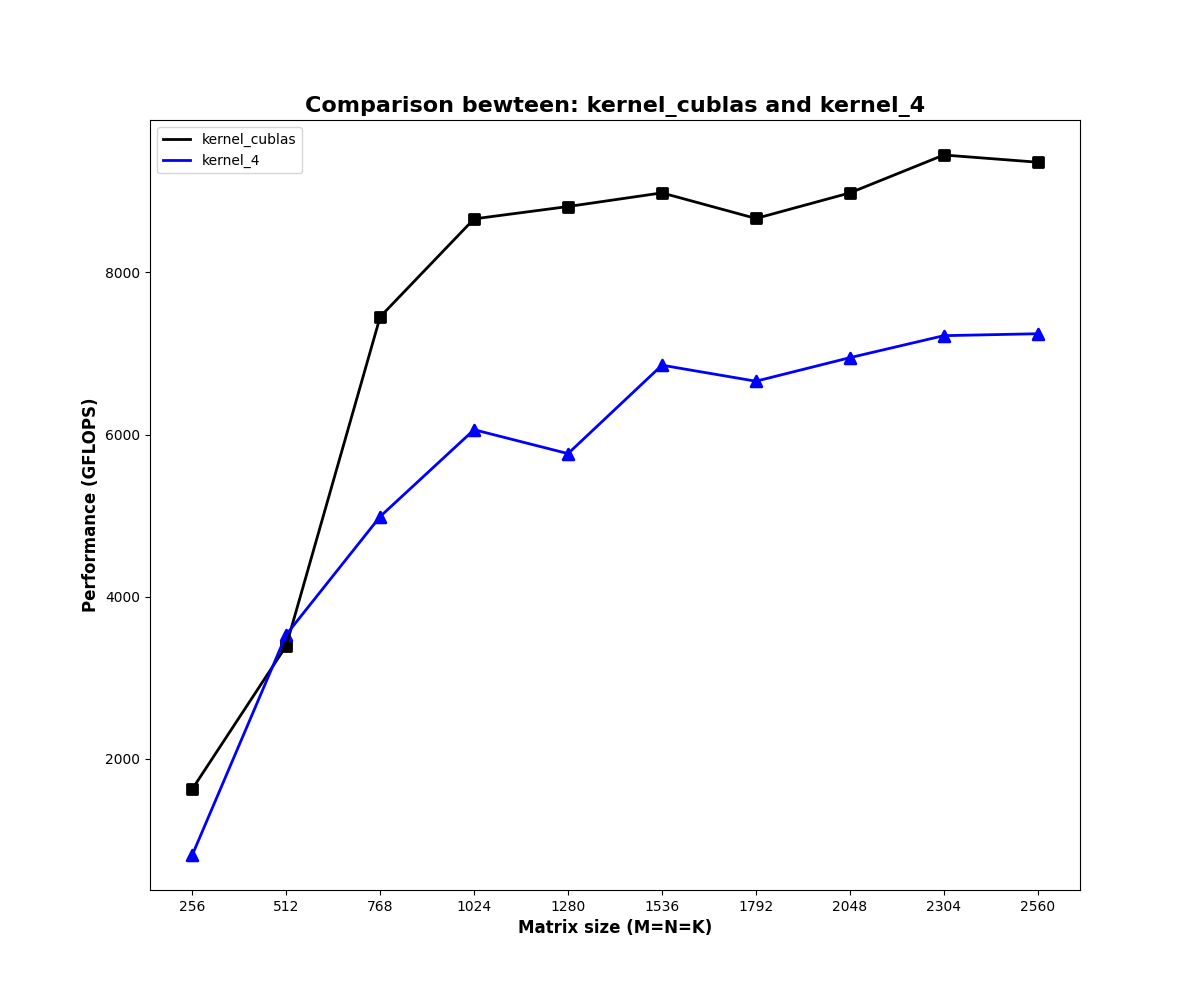 Comparison bewteen: kernel_cublas and kernel_4
kernel_cublas
kernel_4
Performance (GFLOPS)
8000
6000
4000
2000
256 512 768 1024 1280 1536 1792 2048 2304 2560
Matrix size (M=N=K)